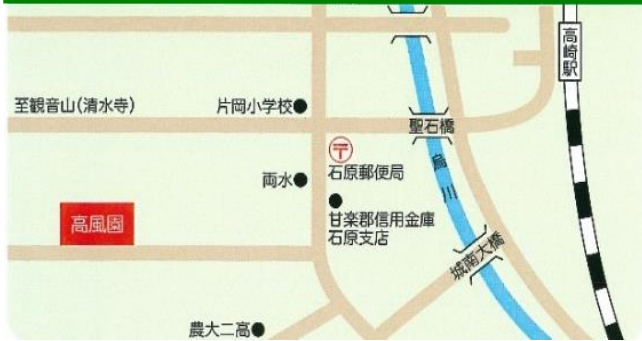 高崎駅
至観音山(清水寺)
片岡小学校
聖石橋
石原郵便局
烏川
両水
甘楽郡信用金庫
石原支店
高風園
城南大橋
農大二高